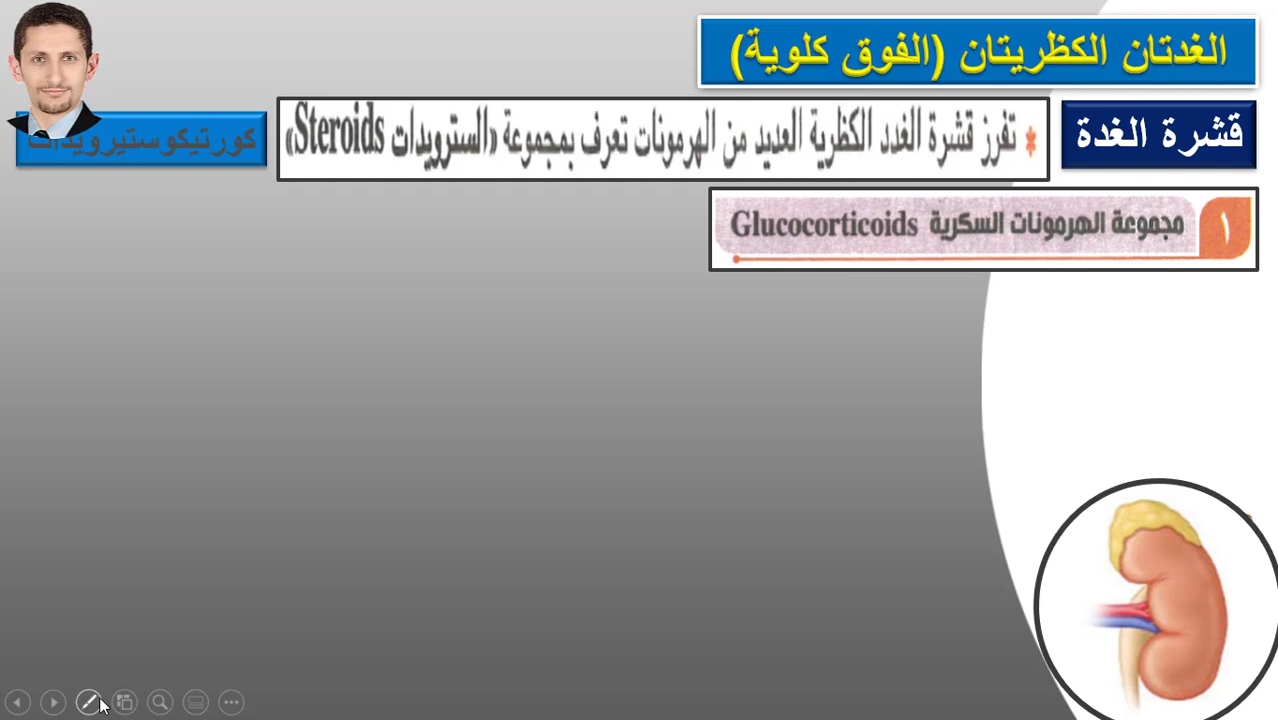 الغدتان الكظريتان (الفوق كلوية)
قشرة الغدة
* تفرز قشرة الغدد الكظرية العديد من الهرمونات تعرف بمجموعة «السترويدات Steroids»
كورتيكوستيرويدات
١ مجموعة الهرمونات السكرية Glucocorticoids